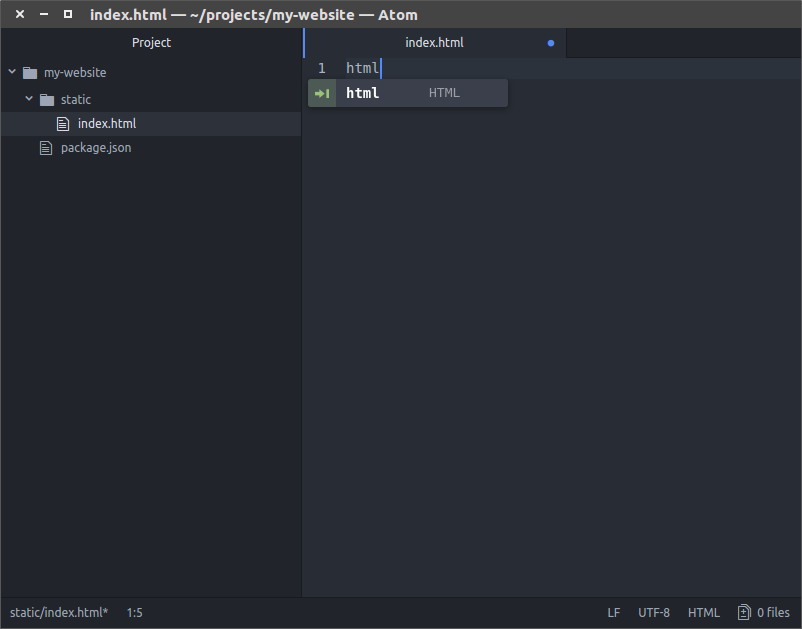 index.html — ~/projects/my-website — Atom
Project
index.html
my-website
static
index.html
package.json
1 html
html HTML
static/index.html* 1:5 LF UTF-8 HTML 0 files